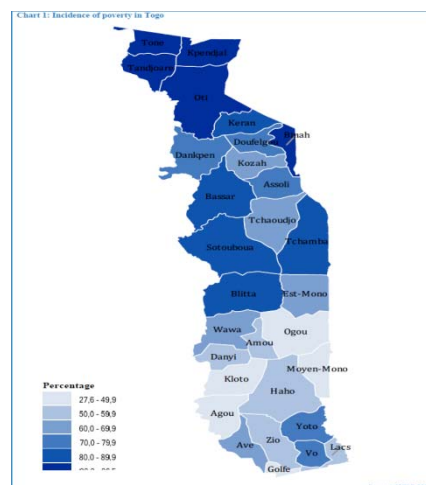 Chart 1: Incidence of poverty in Togo
Tone
Kpendjal
Tandjoare
Oti
Keran
Binah
Doufelgou
Dankpen
Kozah
Assoli
Bassar
Tchaoudjo
Tchamba
Sotouboua
Blitta
Est-Mono
Wawa
Ogou
Amou
Danyi
Moyen-Mono
Kloto
Haho
Percentage
27,6 - 49,9
50,0 - 59,9
60,0 - 69,9
70,0 - 79,9
80,0 - 89,9
Agou
Yoto
Zio
Lacs
Ave
Vo
Golfe